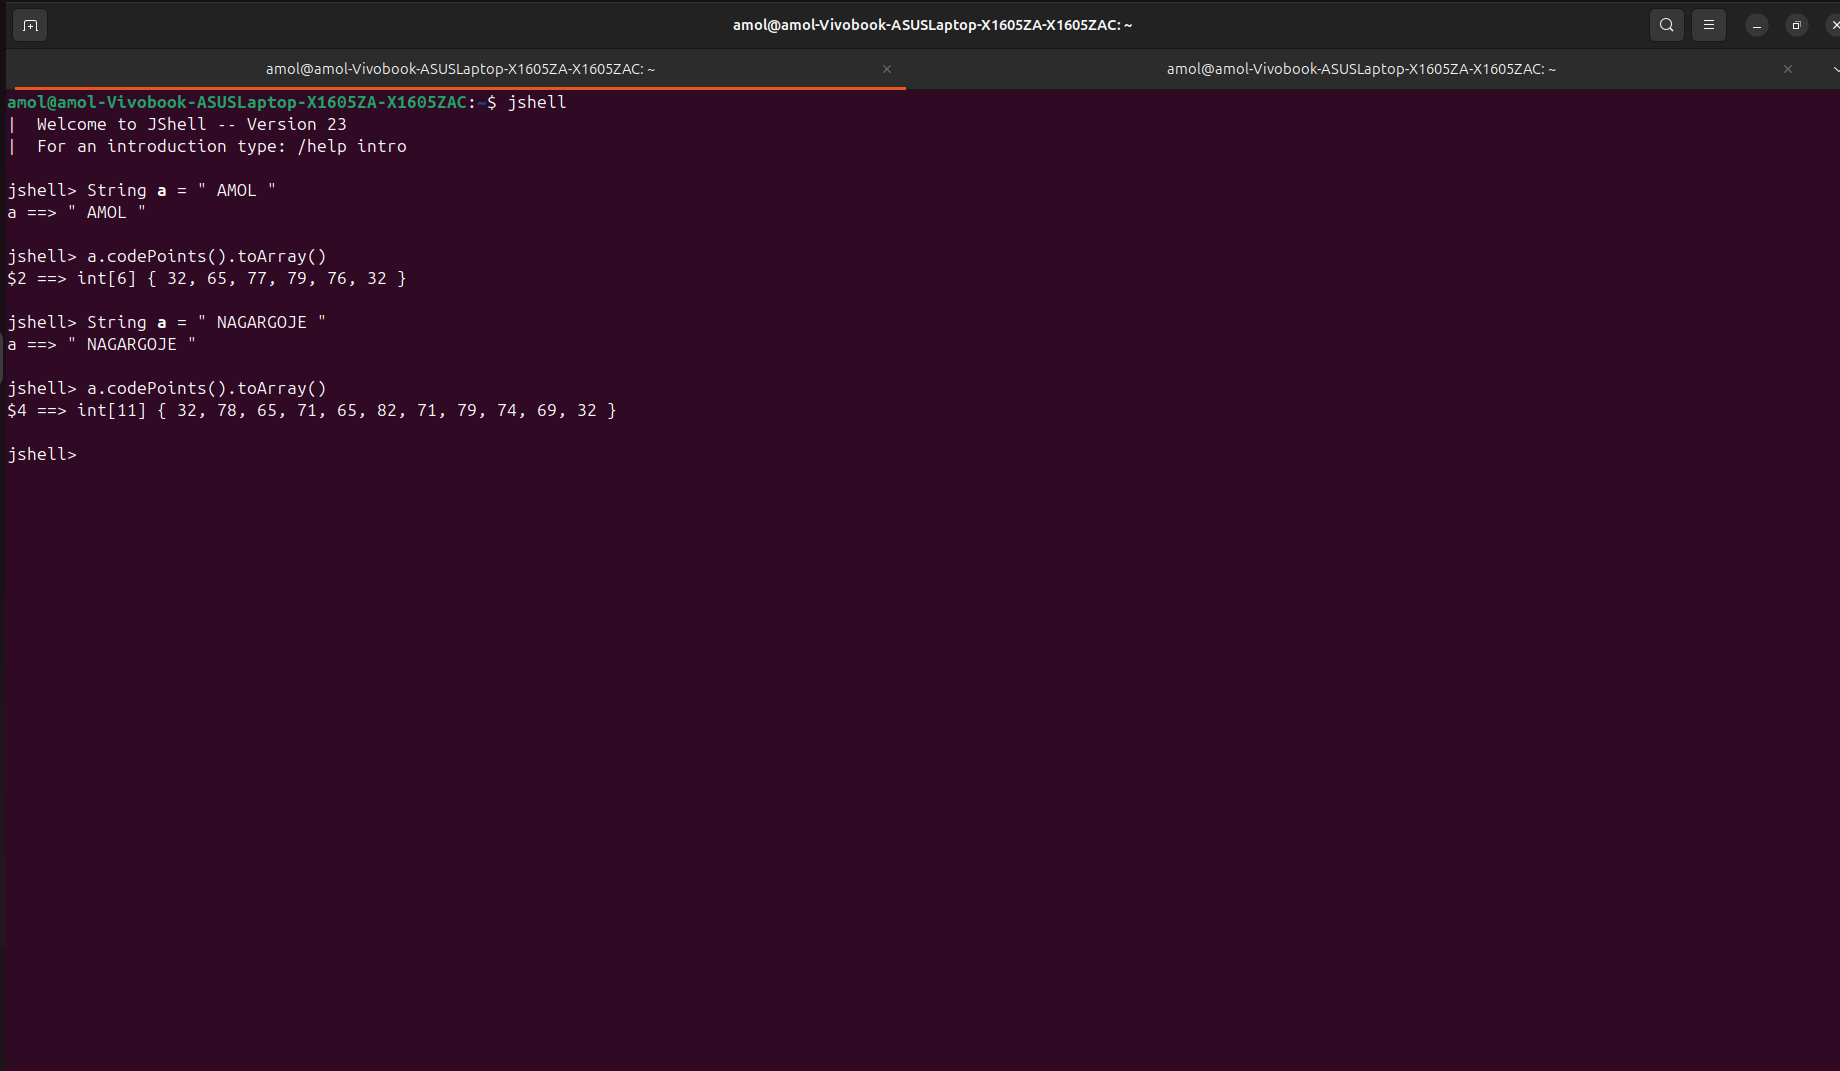 amol@amol-Vivobook-ASUSLaptop-X1605ZA-X1605ZAC: ~
amol@amol-Vivobook-ASUSLaptop-X1605ZA-X1605ZAC: ~
amol@amol-Vivobook-ASUSLaptop-X1605ZA-X1605ZAC: ~
amol@amol-Vivobook-ASUSLaptop-X1605ZA-X1605ZAC:~$ jshell
|  Welcome to JShell -- Version 23
|  For an introduction type: /help intro
jshell> String a = " AMOL "
a ==> " AMOL "
jshell> a.codePoints().toArray()
$2 ==> int[6] { 32, 65, 77, 79, 76, 32 }
jshell> String a = " NAGARGOJE "
a ==> " NAGARGOJE "
jshell> a.codePoints().toArray()
$4 ==> int[11] { 32, 78, 65, 71, 65, 82, 71, 79, 74, 69, 32 }
jshell>